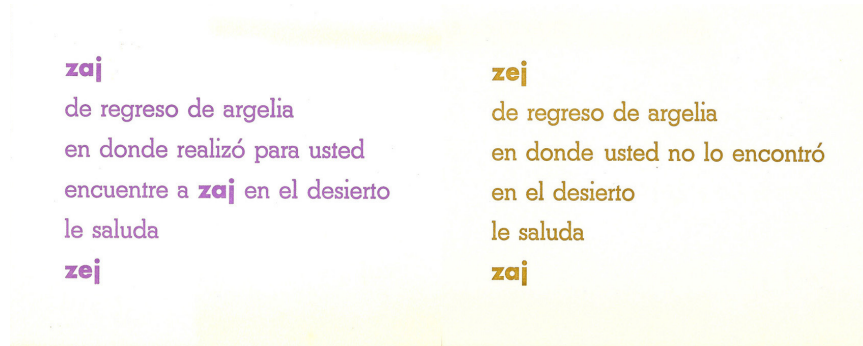 zaj
de regreso de argelia
en donde realizó para usted
encuentre a zaj en el desierto
le saluda
zej
zej
de regreso de argelia
en donde usted no lo encontró
en el desierto
le saluda
zaj